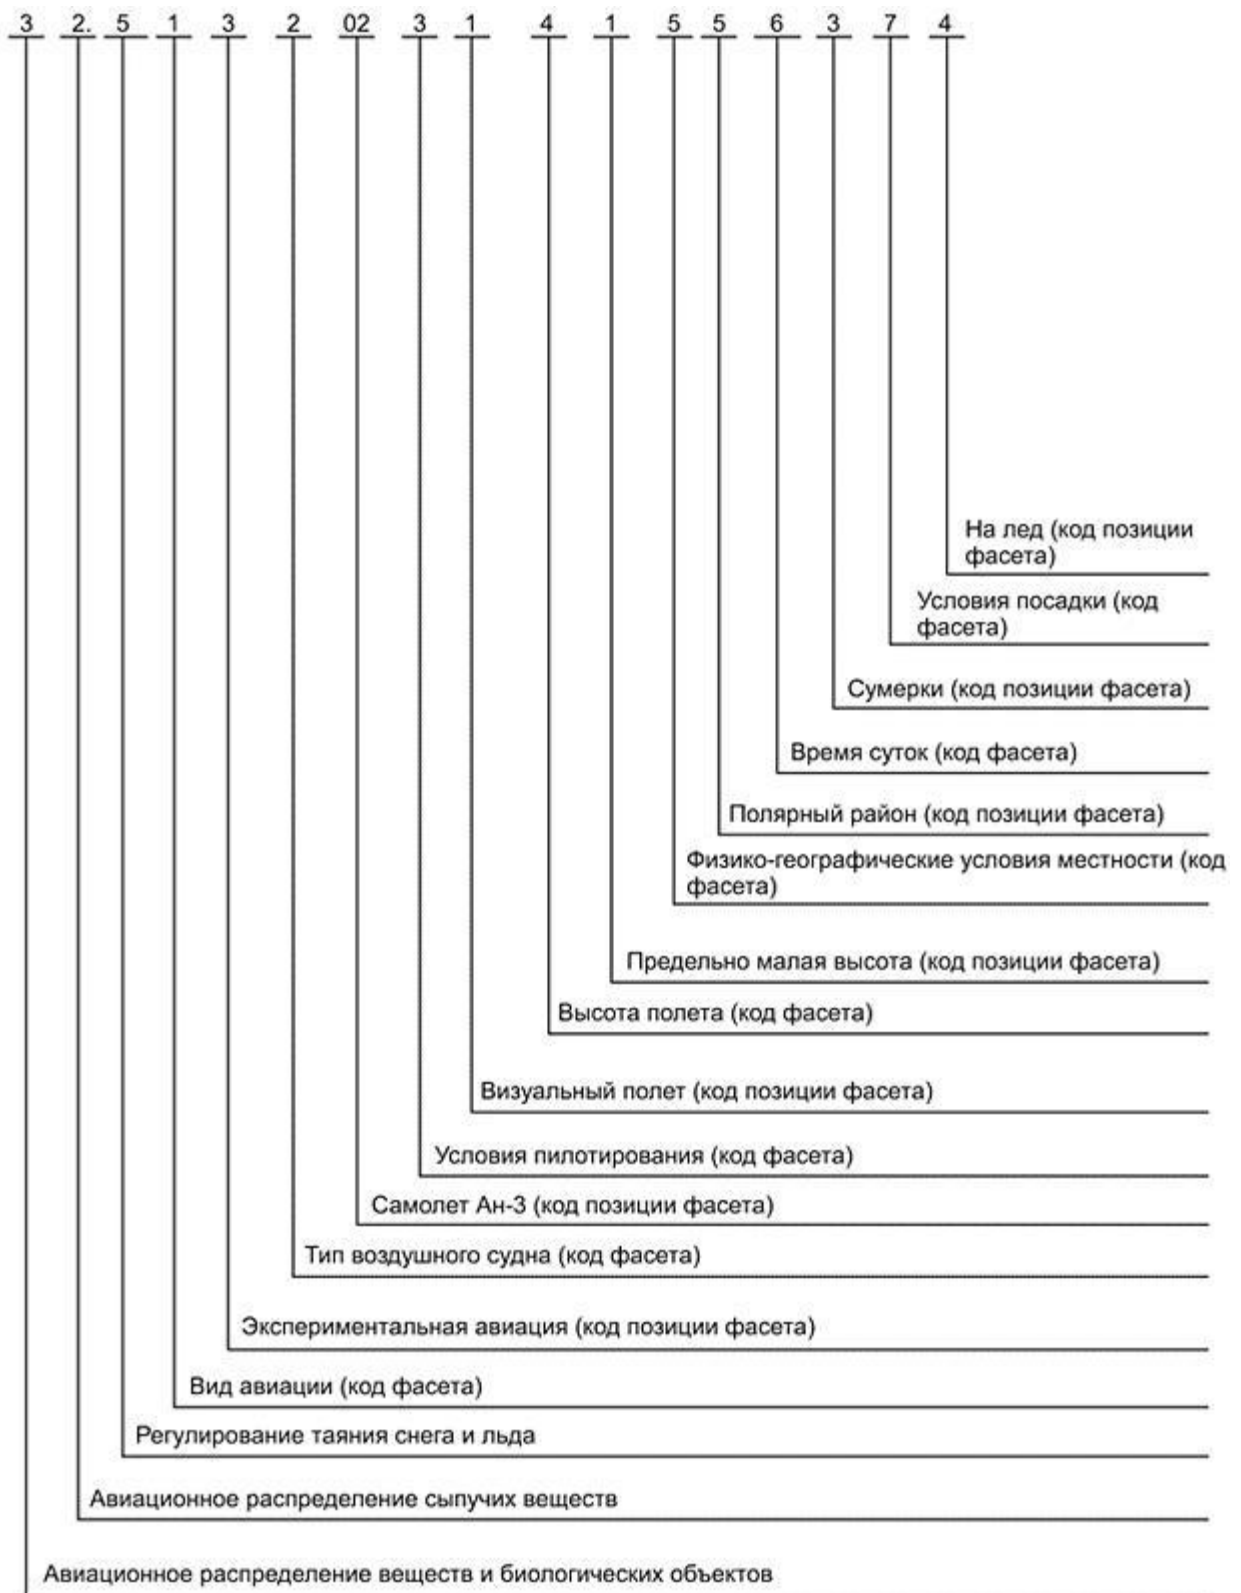 3 2. 5 1 3 2 02 3 1 4 1 5 5 6 3 7 4
На лед (код позиции
фасета)
Условия посадки (код
фасета)
Сумерки (код позиции фасета)
Время суток (код фасета)
Полярный район (код позиции фасета)
Физико-географические условия местности (код
фасета)
Предельно малая высота (код позиции фасета)
Высота полета (код фасета)
Визуальный полет (код позиции фасета)
Условия пилотирования (код фасета)
Самолет Ан-3 (код позиции фасета)
Тип воздушного судна (код фасета)
Экспериментальная авиация (код позиции фасета)
Вид авиации (код фасета)
Регулирование таяния снега и льда
Авиационное распределение сыпучих веществ
Авиационное распределение веществ и биологических объектов